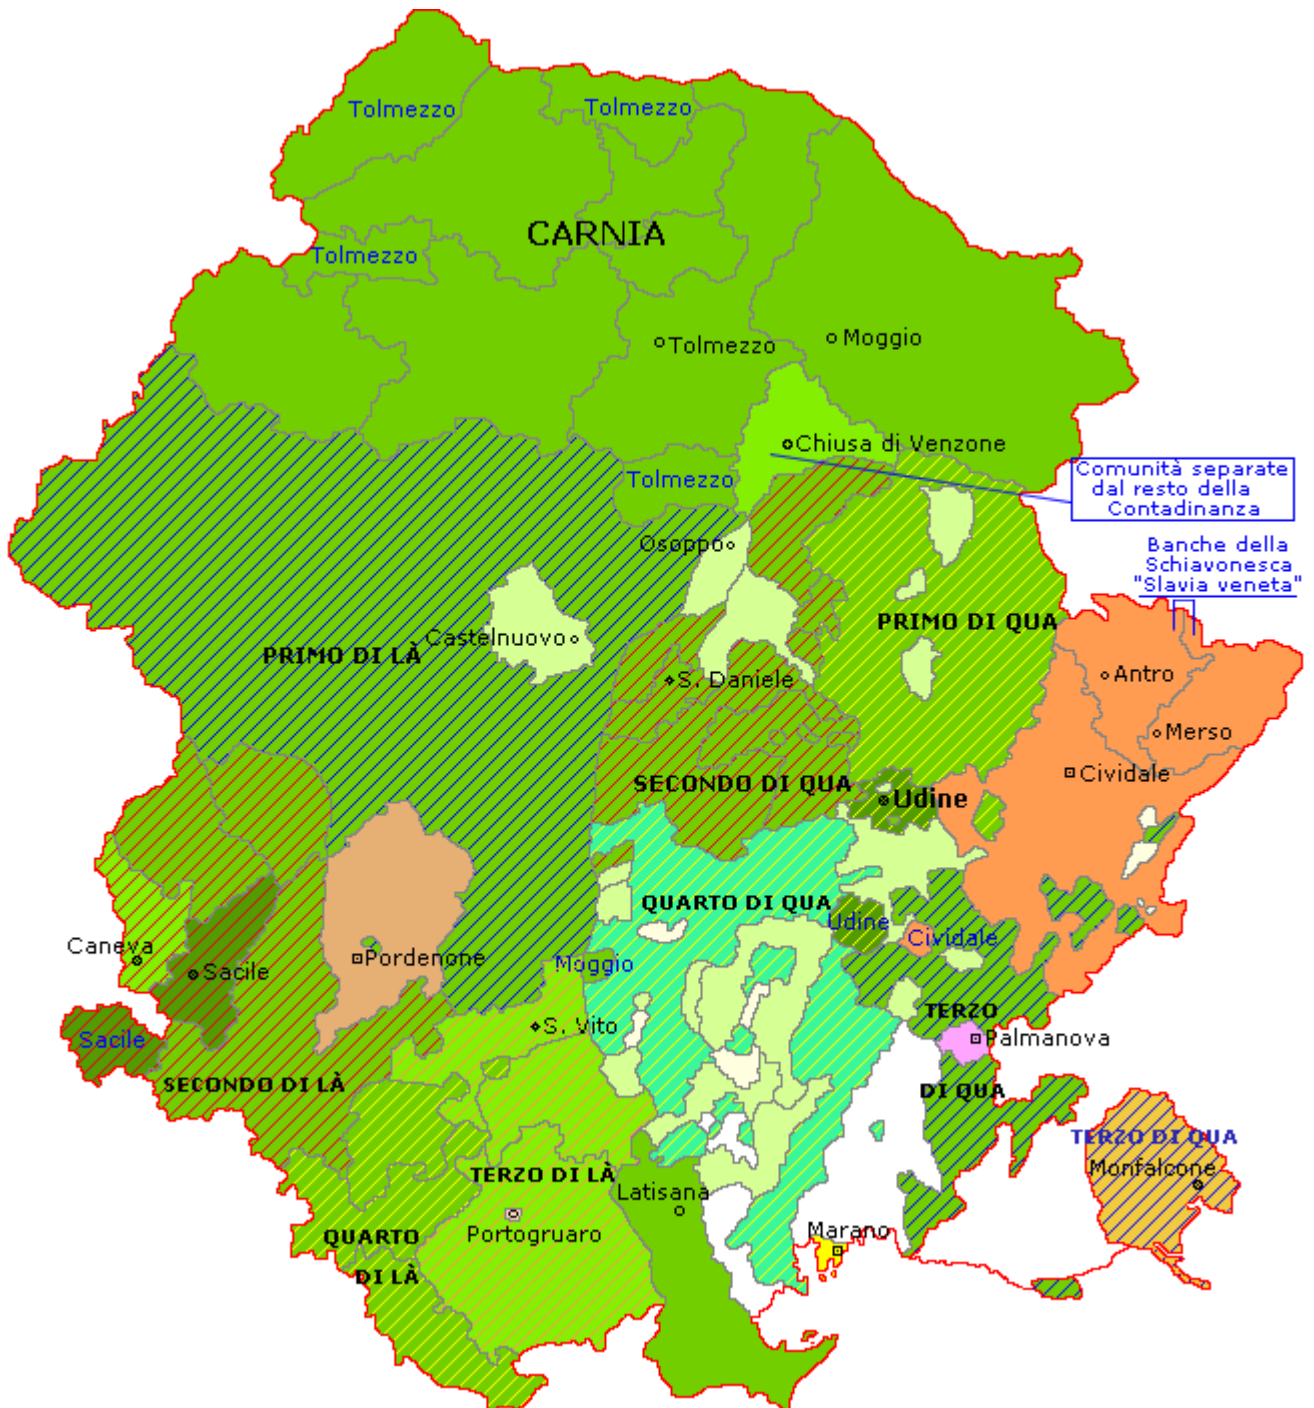 Tolmezzo
Tolmezzo
CARNIA
Tolmezzo
Tolmezzo
Moggio
Chiusa di Venzone
Tolmezzo
Comunità separate
dal resto della
Contadinanza
Osoppo
Banche della
Schiavonesca
"Slavia veneta"
PRIMO DI QUA
Castelnuovo
PRIMO DI LÀ
S. Daniele
Antro
Merso
Cividale
SECONDO DI QUA
Udine
QUARTO DI QUA
Udine
Cividale
Caneva
Sacile
Pordenone
Moggio
TERZO
S. Vito
Palmanova
Sacile
SECONDO DI LÀ
DI QUA
TERZO DI QUA
Monfalcone
TERZO DI LÀ
Latisana
Portogruaro
Marano
QUARTO
DI LÀ